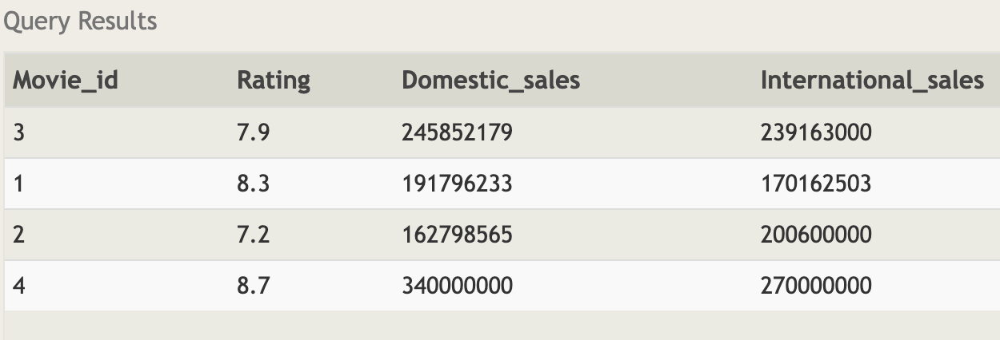 Query Results
Movie_id Rating Domestic_sales International_sales
3 7.9 245852179 239163000
1 8.3 191796233 170162503
2 7.2 162798565 200600000
4 8.7 340000000 270000000